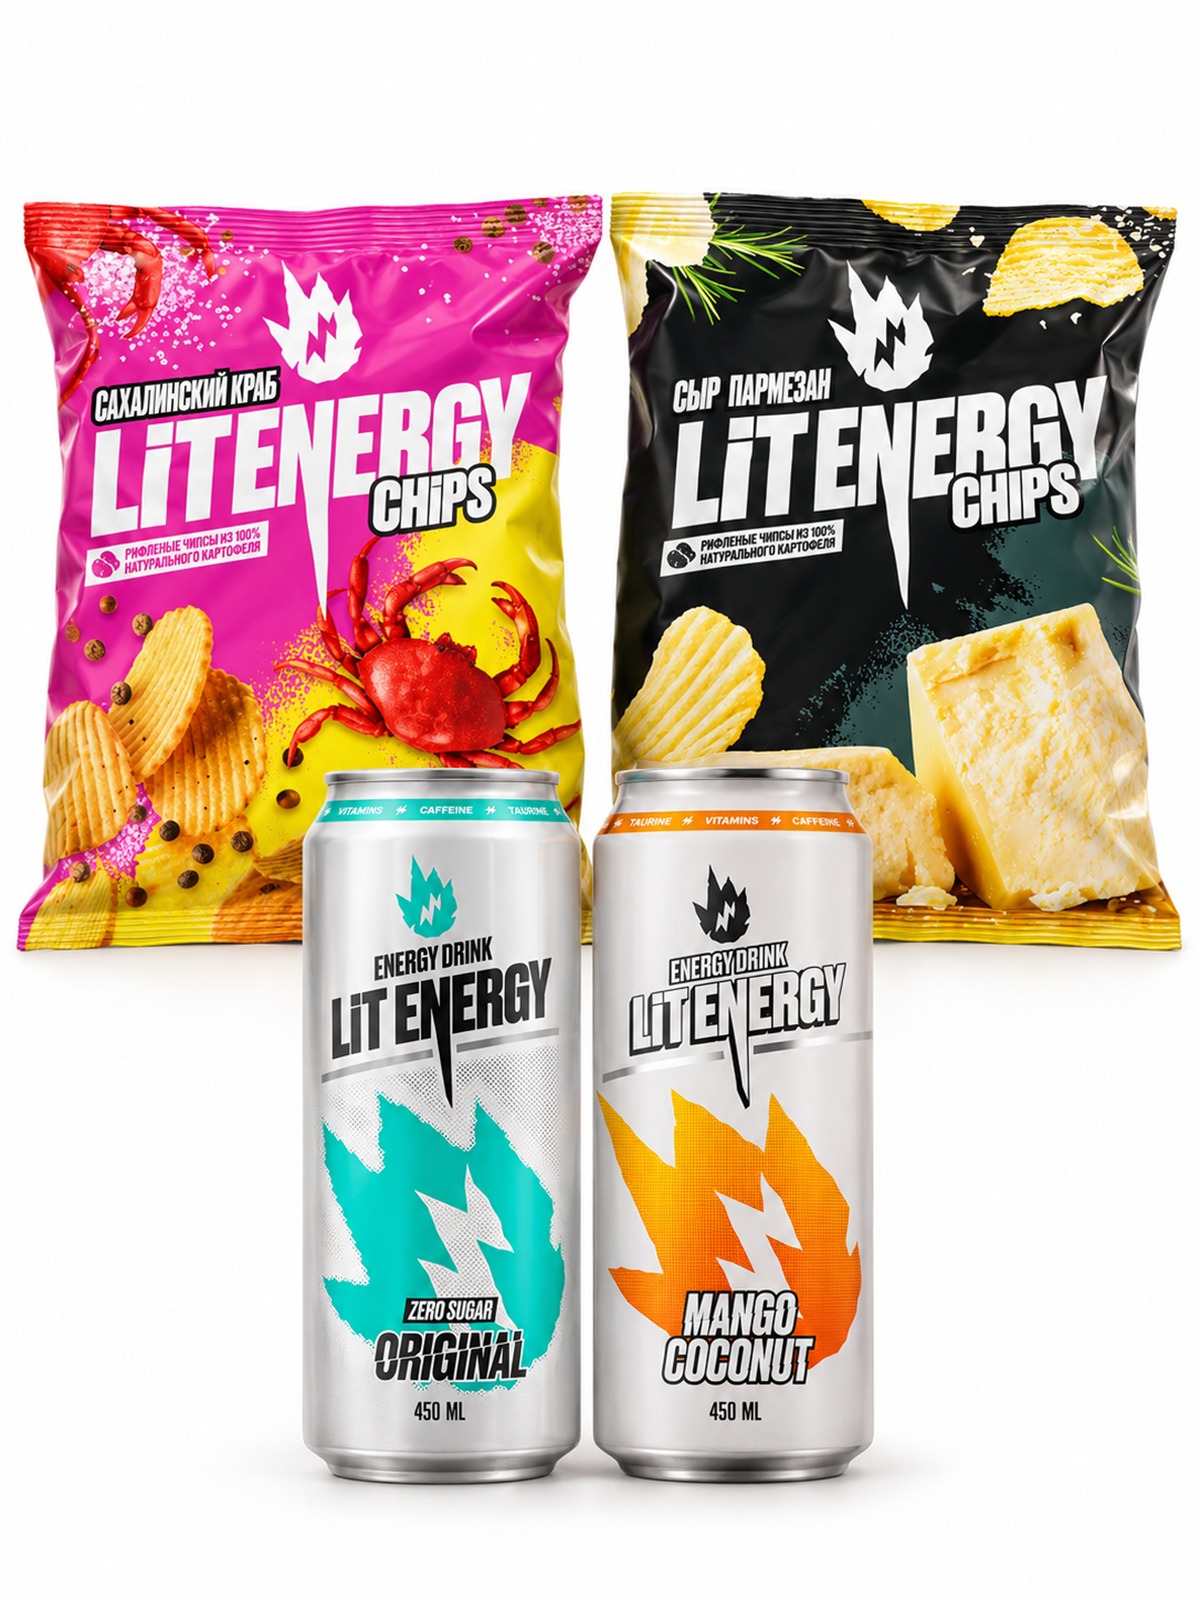 САХАЛИНСКИЙ КРАБ
LiTENERGY
CHiPS
РИФЛЕНЫЕ ЧИПСЫ ИЗ 100%
НАТУРАЛЬНОГО КАРТОФЕЛЯ
СЫР ПАРМЕЗАН
LiTENERGY
CHIPS
РИФЛЕНЫЕ ЧИПСЫ ИЗ 100%
НАТУРАЛЬНОГО КАРТОФЕЛЯ
VITAMINS CAFFEINE TAURINE
ENERGY DRINK
LiT ENERGY
ZERO SUGAR
ORIGINAL
450 ML
TAURINE VITAMINS CAFFEINE
ENERGY DRINK
LiT ENERGY
MANGO
COCONUT
450 ML